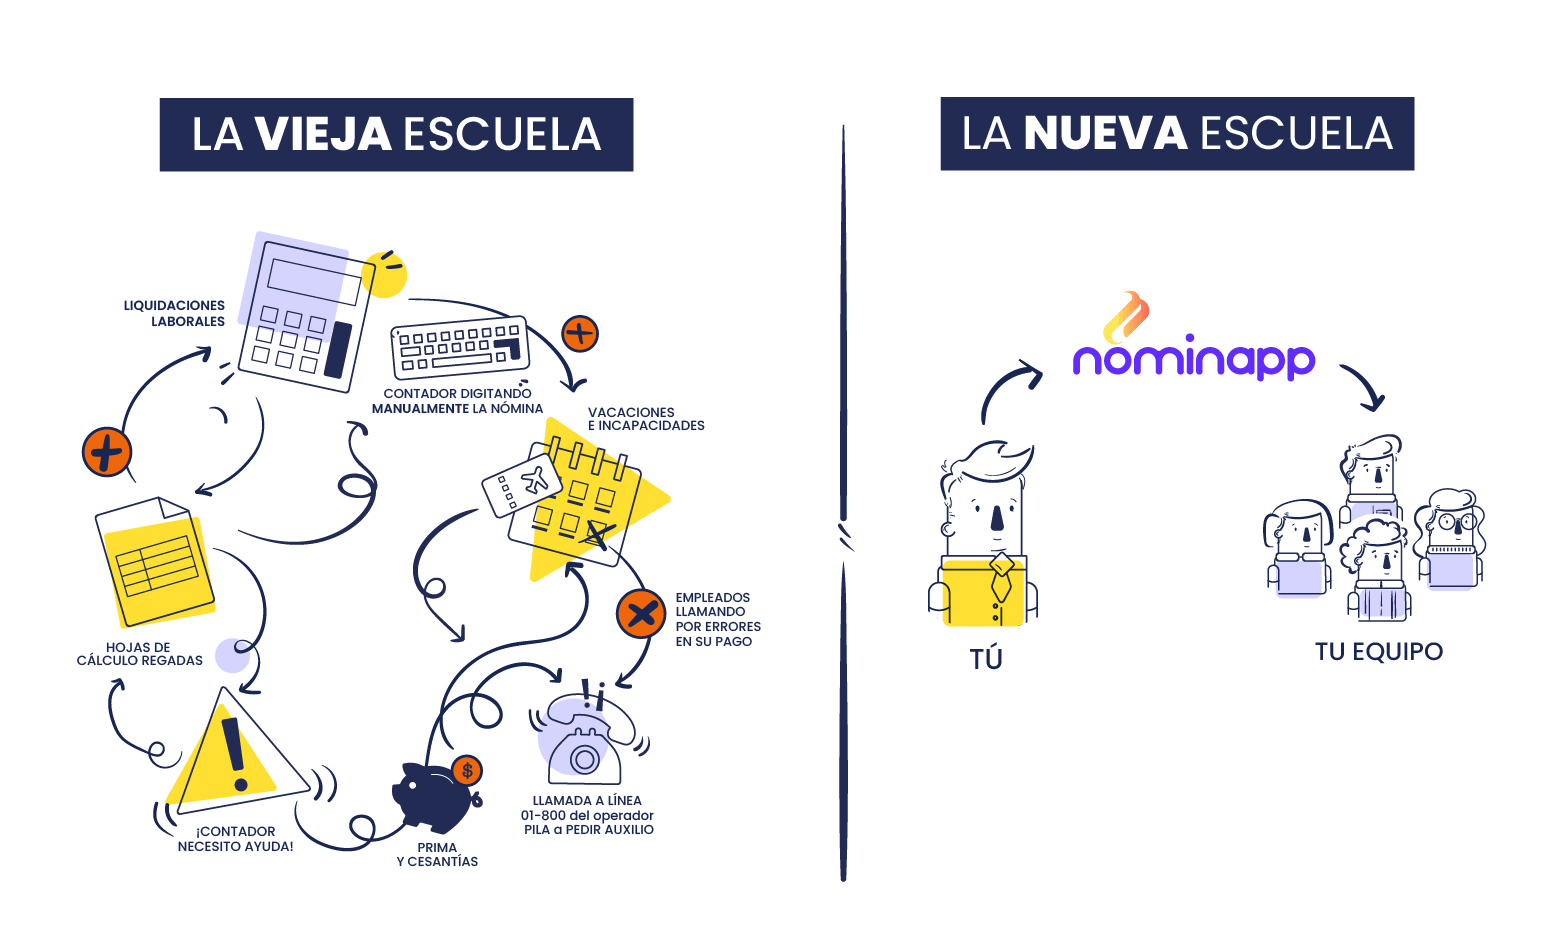 LA VIEJA ESCUELA
LIQUIDACIONES
LABORALES
CONTADOR DIGITANDO
MANUALMENTE LA NÓMINA
VACACIONES
E INCAPACIDADES
HOJAS DE
CÁLCULO REGADAS
EMPLEADOS
LLAMANDO
POR ERRORES
EN SU PAGO
¡CONTADOR
NECESITO AYUDA!
$
PRIMA
Y CESANTÍAS
!¡
LLAMADA A LÍNEA
01-800 del operador
PILA a PEDIR AUXILIO
LA NUEVA ESCUELA
nominapp
TÚ
TU EQUIPO